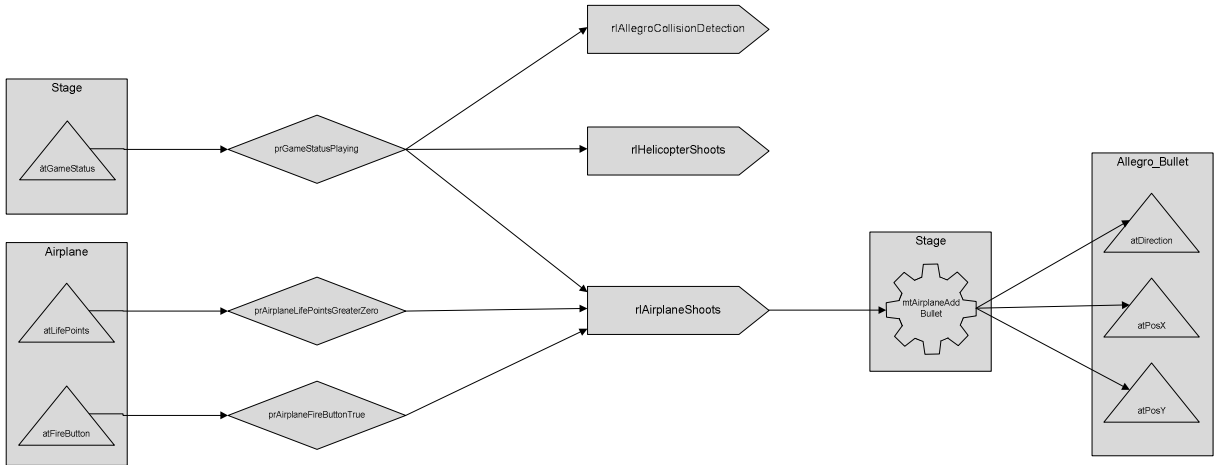 rlAllegroCollisionDetection
Stage
atGameStatus
prGameStatusPlaying
rlHelicopterShoots
Allegro_Bullet
atDirection
Airplane
atLifePoints
prAirplaneLifePointsGreaterZero
rlAirplaneShoots
Stage
mtAirplaneAdd
Bullet
atPosX
atFireButton
prAirplaneFireButtonTrue
atPosY